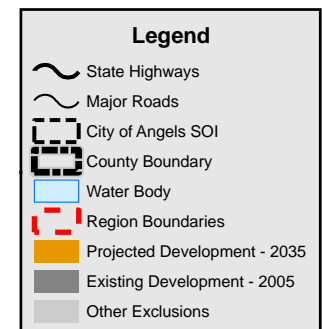 Legend
State Highways
Major Roads
City of Angels SOI
County Boundary
Water Body
Region Boundaries
Projected Development - 2035
Existing Development - 2005
Other Exclusions